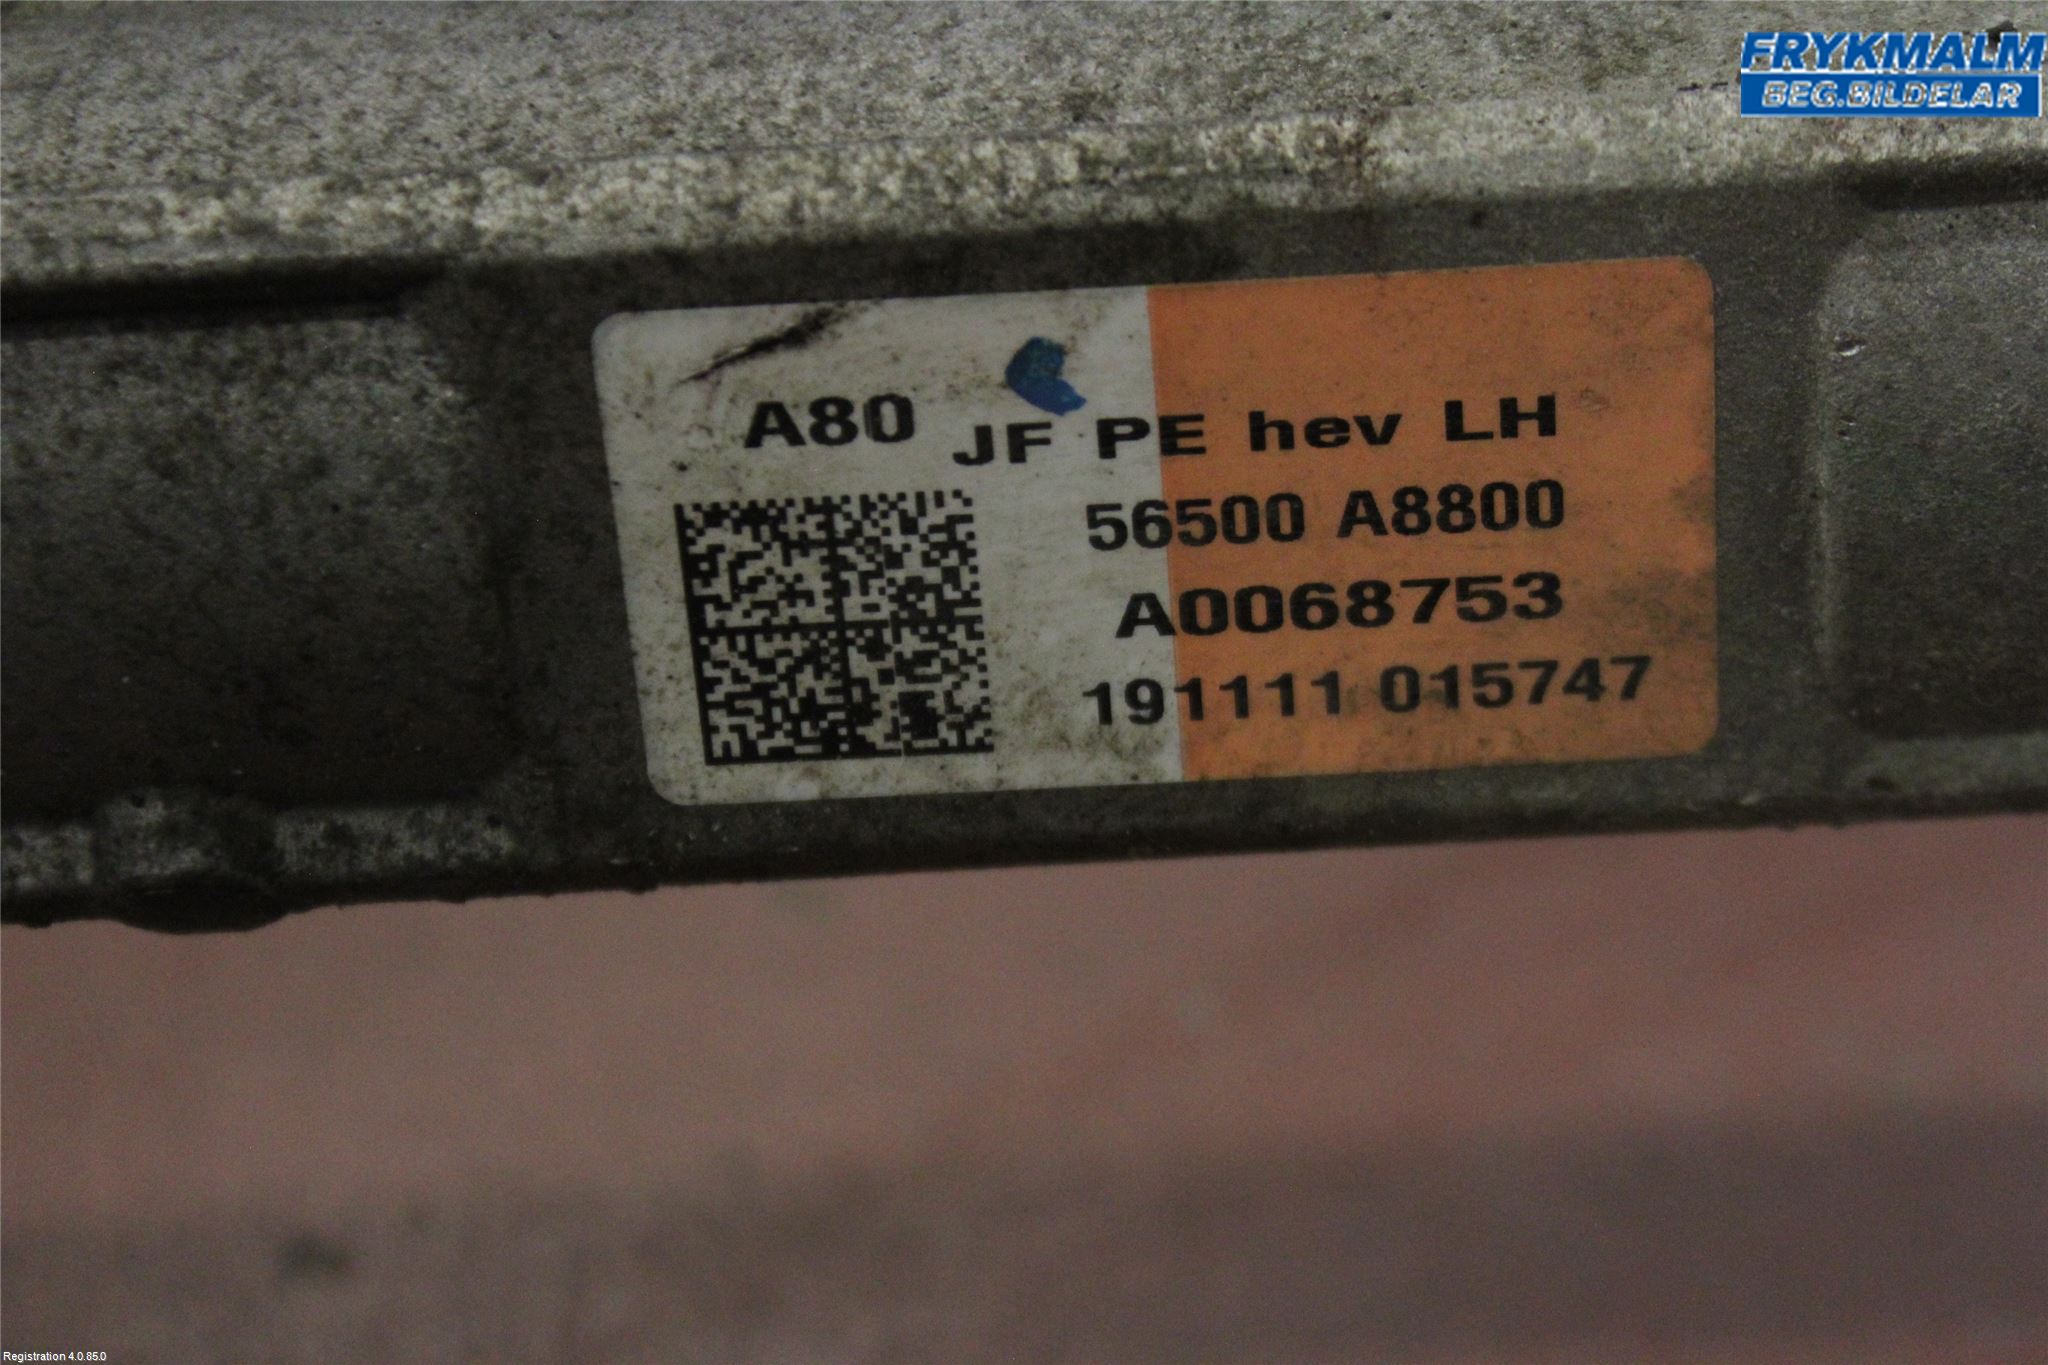 FRYKMALM
BEG.BILDELAR
A80 JF PE hev LH
56500 A8800
A0068753
191111 015747
Registration 4.0.85.0